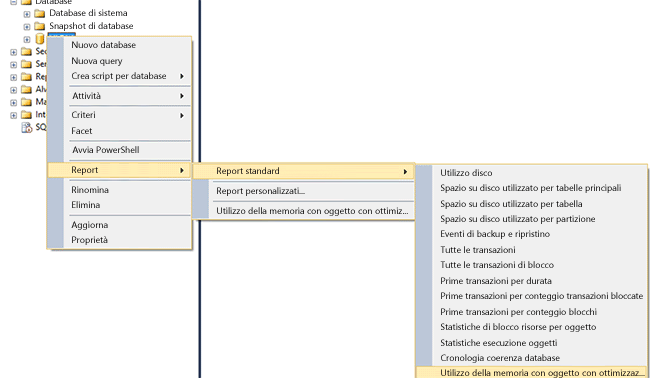 Database
Database di sistema
Snapshot di database
Sec
Ser
Rep
Alw
Ma
Int
SQ
Nuovo database
Nuova query
Crea script per database
Attività
Criteri
Facet
Avvia PowerShell
Report
Rinomina
Elimina
Aggiorna
Proprietà
Report standard
Report personalizzati...
Utilizzo della memoria con oggetto con ottimiz...
Utilizzo disco
Spazio su disco utilizzato per tabelle principali
Spazio su disco utilizzato per tabella
Spazio su disco utilizzato per partizione
Eventi di backup e ripristino
Tutte le transazioni
Tutte le transazioni di blocco
Prime transazioni per durata
Prime transazioni per conteggio transazioni bloccate
Prime transazioni per conteggio blocchi
Statistiche di blocco risorse per oggetto
Statistiche esecuzione oggetti
Cronologia coerenza database
Utilizzo della memoria con oggetto con ottimizzaz...